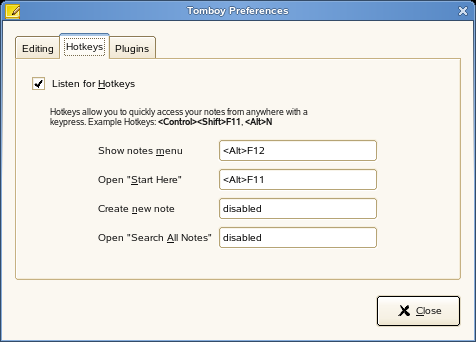 Tomboy Preferences
Editing
Hotkeys
Plugins
Listen for Hotkeys
Hotkeys allow you to quickly access your notes from anywhere with a
keypress. Example Hotkeys: <Control><Shift>F11, <Alt>N
Show notes menu
<Alt>F12
Open "Start Here"
<Alt>F11
Create new note
disabled
Open "Search All Notes"
disabled
Close